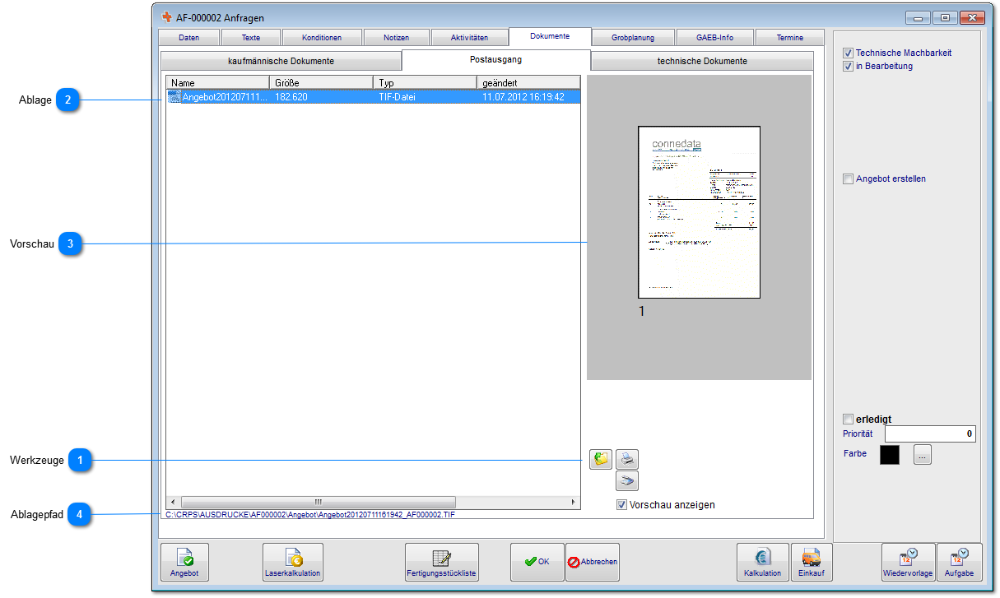 AF-000002 Anfragen
Daten Texte Konditionen Notizen Aktivitäten Dokumente Grobplanung GAEB-Info Termine
kaufmännische Dokumente Postausgang technische Dokumente
Name Größe Typ geändert
Angebot201207111... 182.620 TIF-Datei 11.07.2012 16:19:42
Ablage 2
connedata
1
Vorschau 3
Werkzeuge 1
Vorschau anzeigen
Ablagepfad 4
C:\CRPS\AUSDRUCKE\AF000002\Angebot\Angebot20120711161942_AF000002.TIF
Technische Machbarkeit
in Bearbeitung
Angebot erstellen
erledigt
Priorität 0
Farbe ...
Angebot Laserkalkulation Fertigungsstückliste OK Abbrechen Kalkulation Einkauf Wiedervorlage Aufgabe